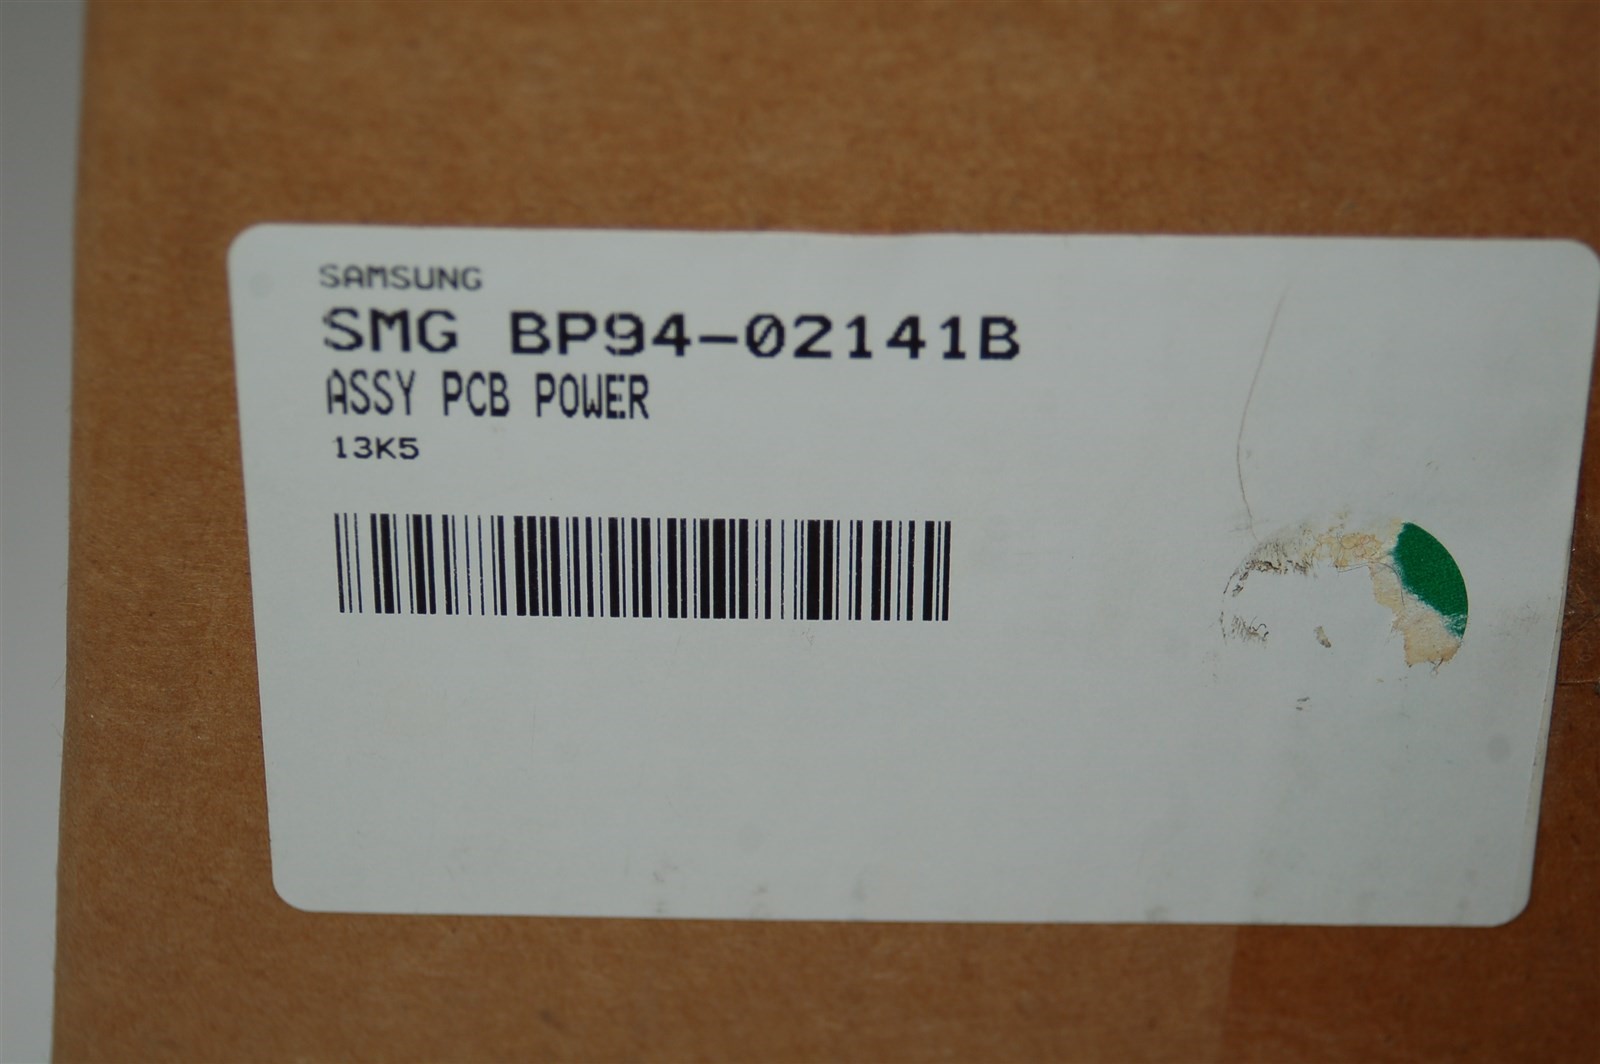 SAMSUNG
SMG BP94-02141B
ASSY PCB POWER
13K5